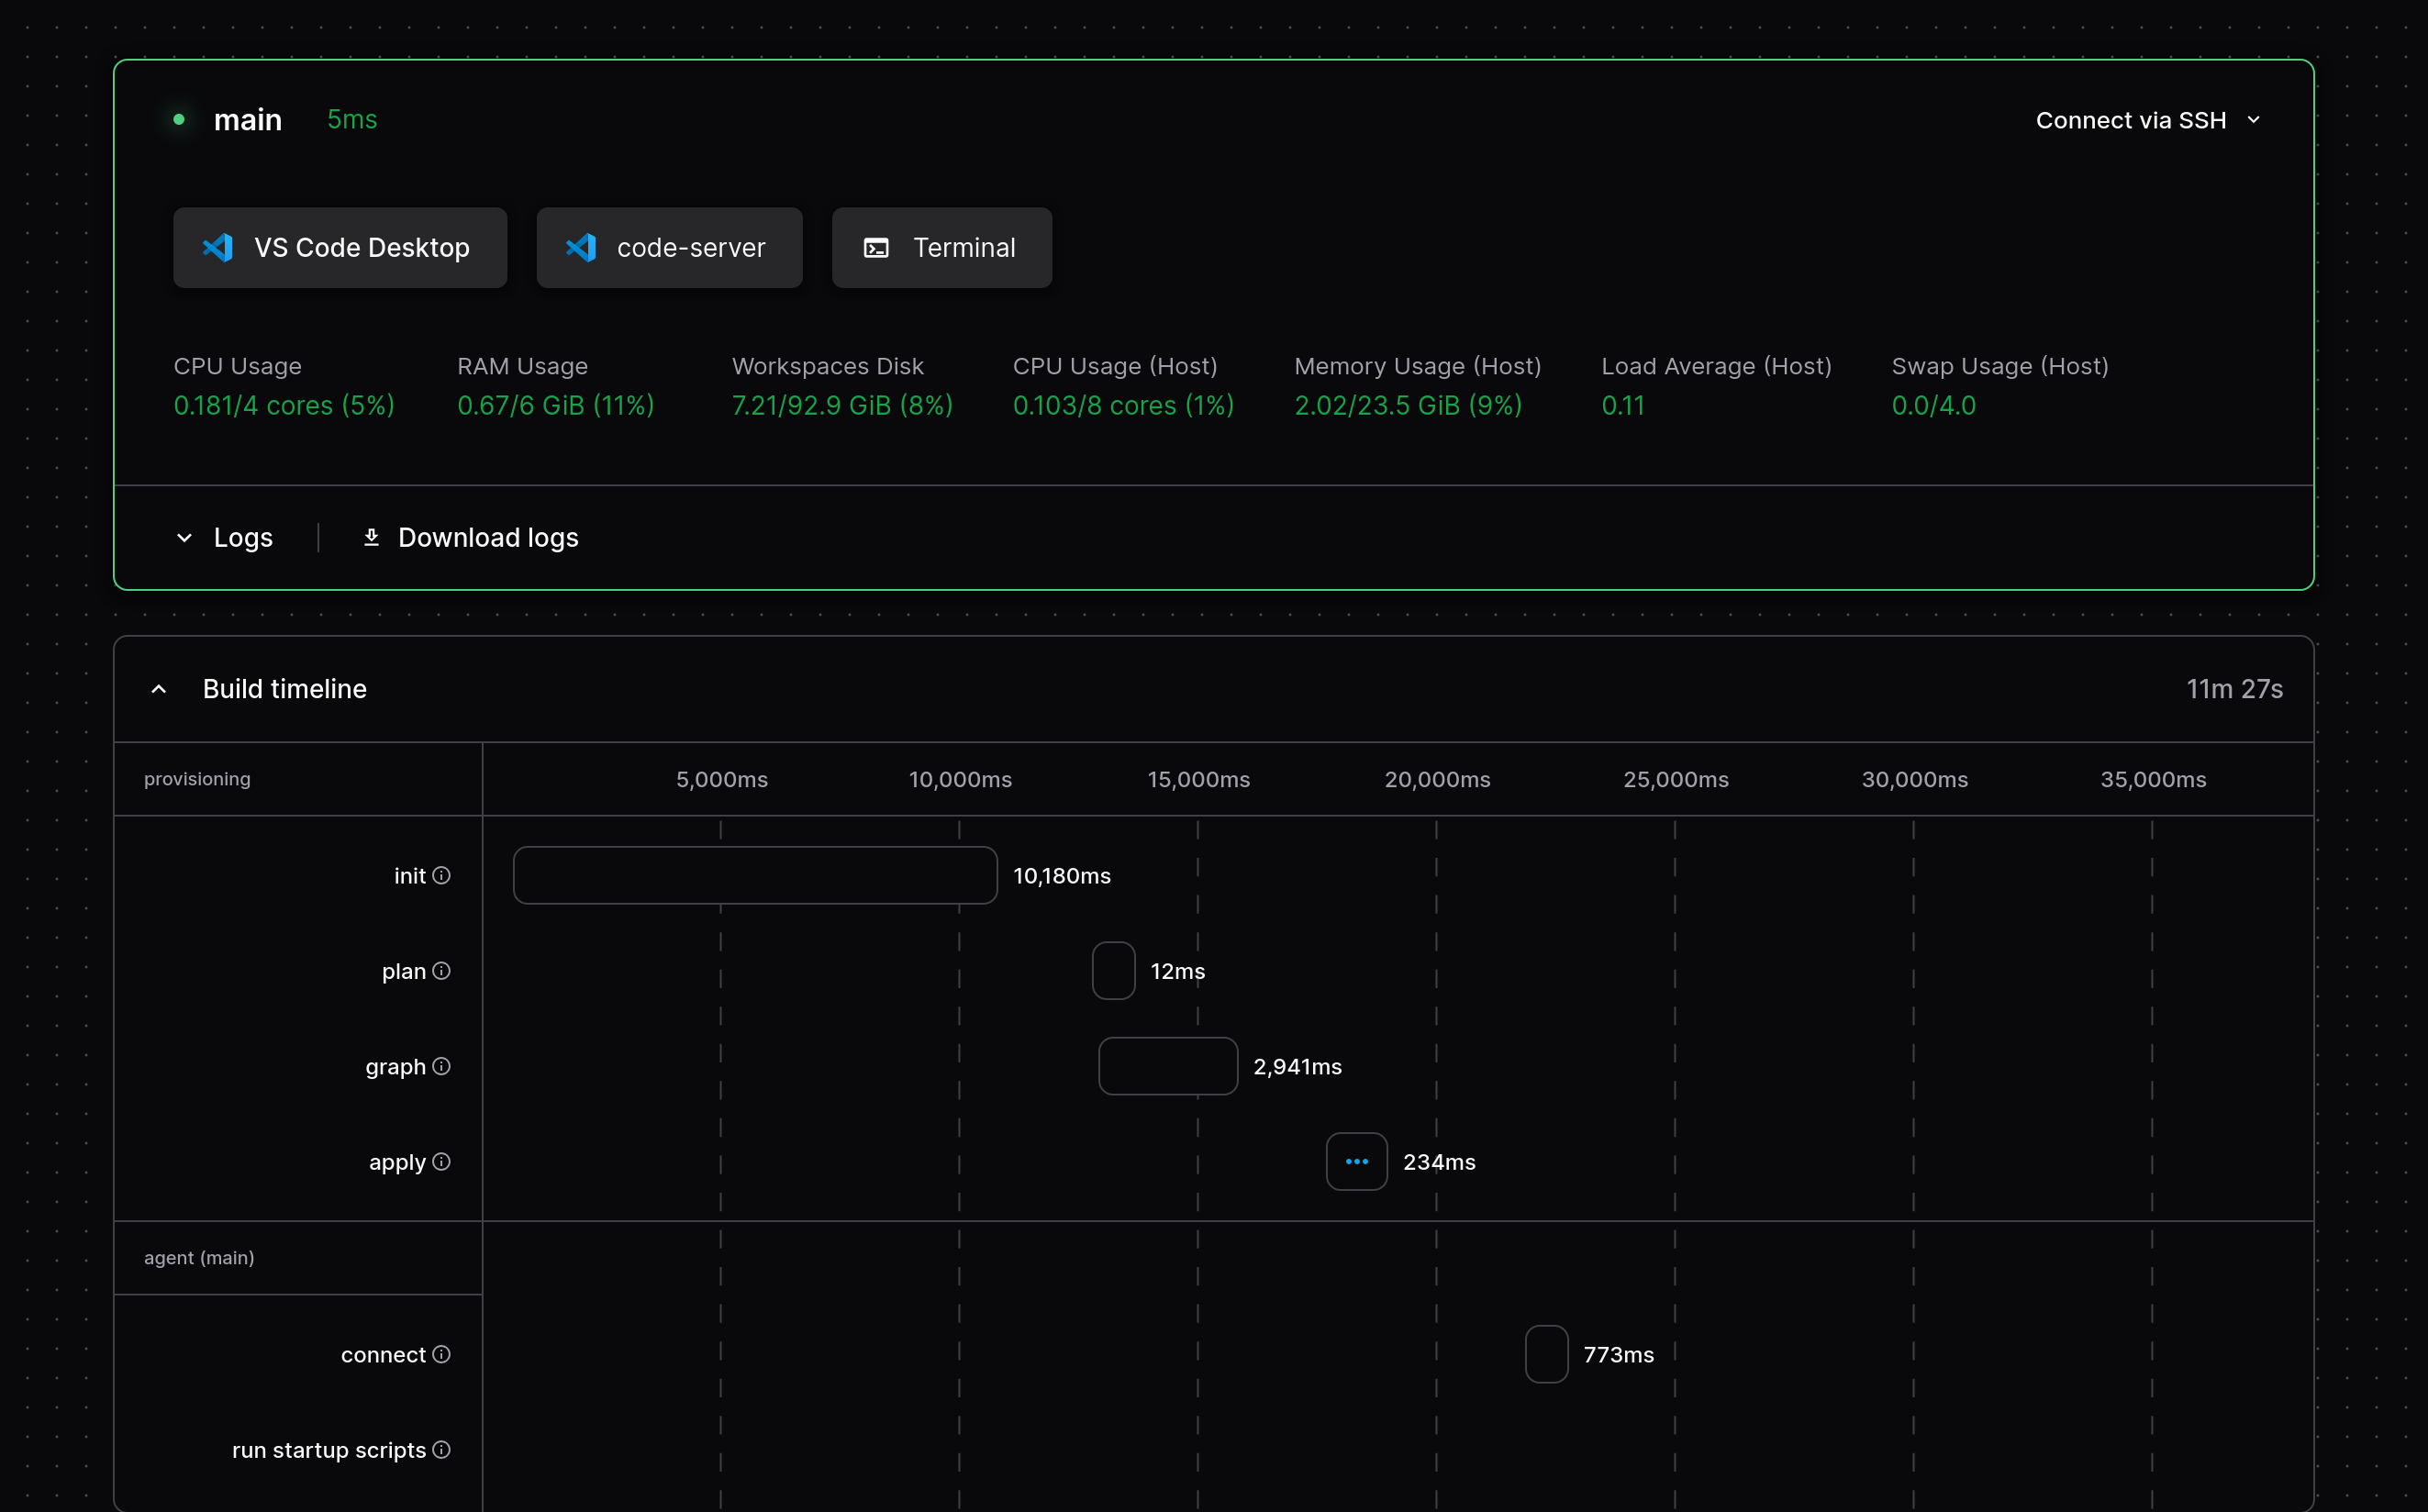 main 5ms Connect via SSH
VS Code Desktop code-server Terminal
CPU Usage RAM Usage Workspaces Disk CPU Usage (Host) Memory Usage (Host) Load Average (Host) Swap Usage (Host)
0.181/4 cores (5%) 0.67/6 GiB (11%) 7.21/92.9 GiB (8%) 0.103/8 cores (1%) 2.02/23.5 GiB (9%) 0.11 0.0/4.0
Logs Download logs
Build timeline 11m 27s
provisioning 5,000ms 10,000ms 15,000ms 20,000ms 25,000ms 30,000ms 35,000ms
init 10,180ms
plan 12ms
graph 2,941ms
apply 234ms
agent (main)
connect 773ms
run startup scripts